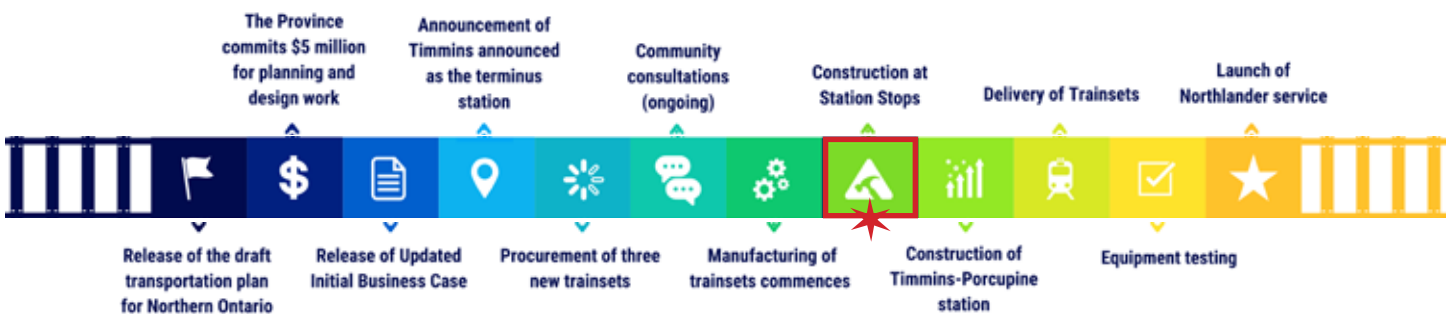 The Province
commits $5 million
for planning and
design work
Announcement of
Timmins announced
as the terminus
station
Community
consultations
(ongoing)
Construction at
Station Stops
Delivery of Trainsets
Launch of
Northlander service
$
Release of the draft
transportation plan
for Northern Ontario
Release of Updated
Initial Business Case
Procurement of three
new trainsets
Manufacturing of
trainsets commences
Construction of
Timmins-Porcupine
station
Equipment testing